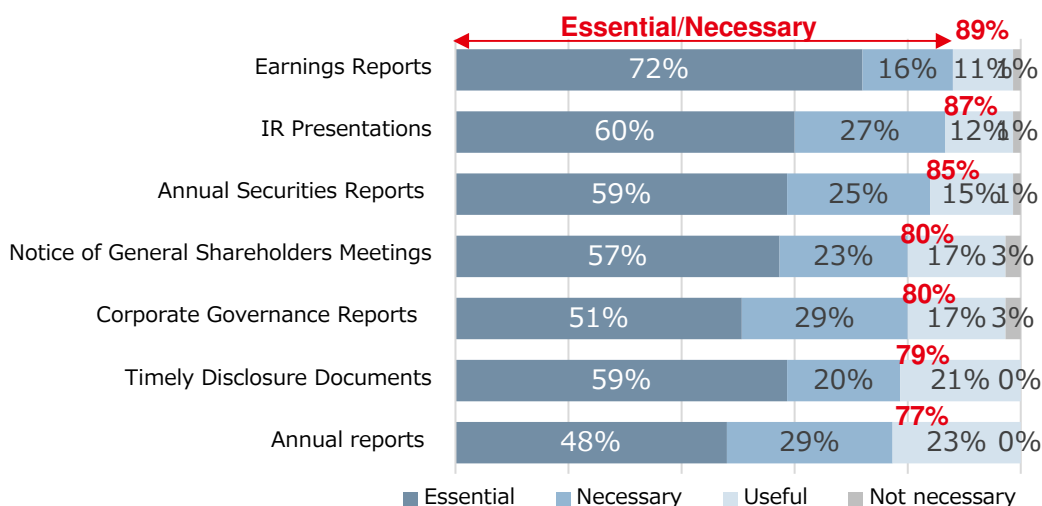 Essential/Necessary 89%
Earnings Reports 72% 16% 11% 1%
87%
IR Presentations 60% 27% 12% 1%
85%
Annual Securities Reports 59% 25% 15% 1%
80%
Notice of General Shareholders Meetings 57% 23% 17% 3%
80%
Corporate Governance Reports 51% 29% 17% 3%
79%
Timely Disclosure Documents 59% 20% 21% 0%
77%
Annual reports 48% 29% 23% 0%
Essential Necessary Useful Not necessary